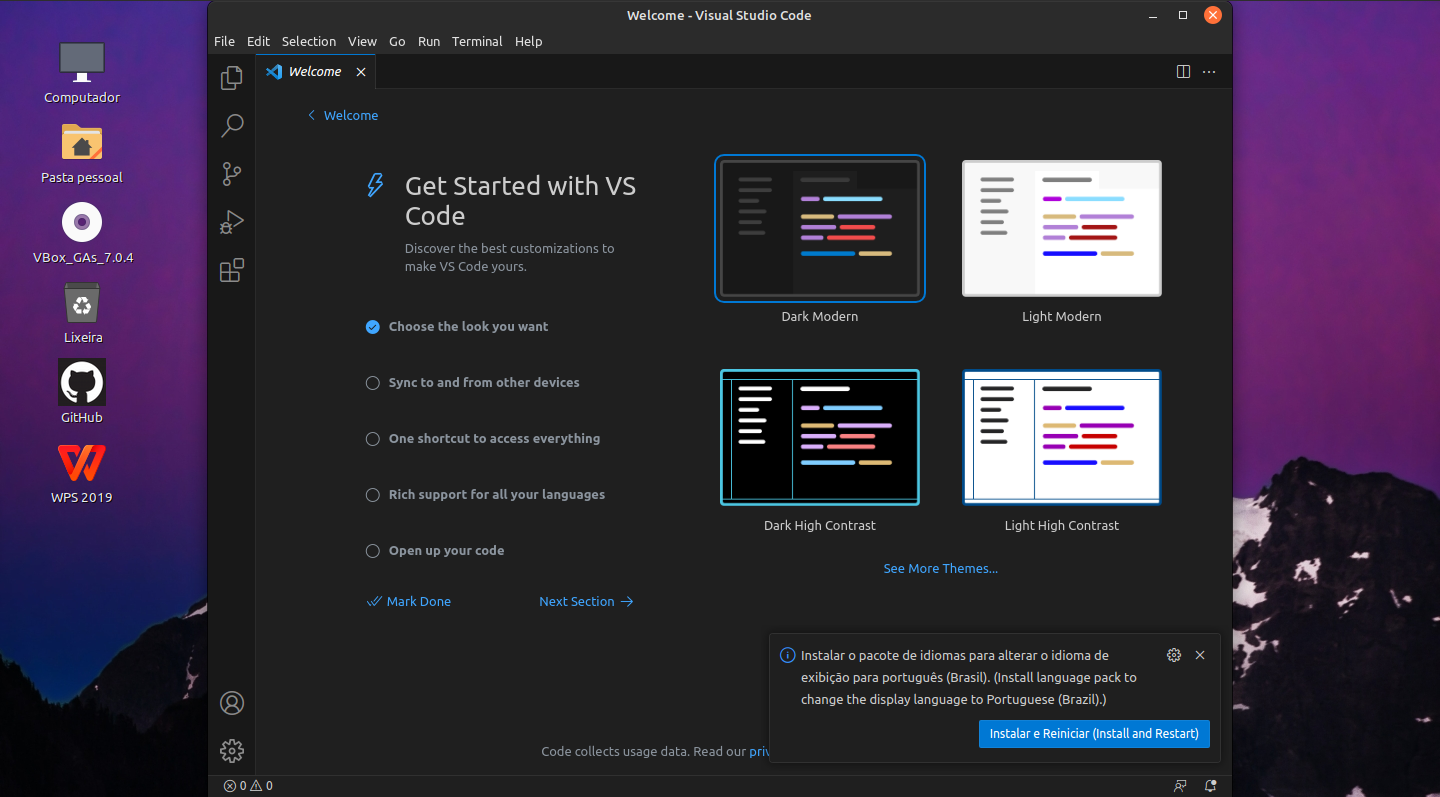 Welcome - Visual Studio Code
File Edit Selection View Go Run Terminal Help
Welcome
Computador
Pasta pessoal
VBox_GAs_7.0.4
Lixeira
GitHub
WPS 2019
Welcome
Get Started with VS
Code
Discover the best customizations to
make VS Code yours.
Choose the look you want
Sync to and from other devices
One shortcut to access everything
Rich support for all your languages
Open up your code
Mark Done
Next Section
Dark Modern
Light Modern
Dark High Contrast
Light High Contrast
See More Themes...
Instalar o pacote de idiomas para alterar o idioma de
exibição para português (Brasil). (Install language pack to
change the display language to Portuguese (Brazil).)
Instalar e Reiniciar (Install and Restart)
Code collects usage data. Read our priv
0 0